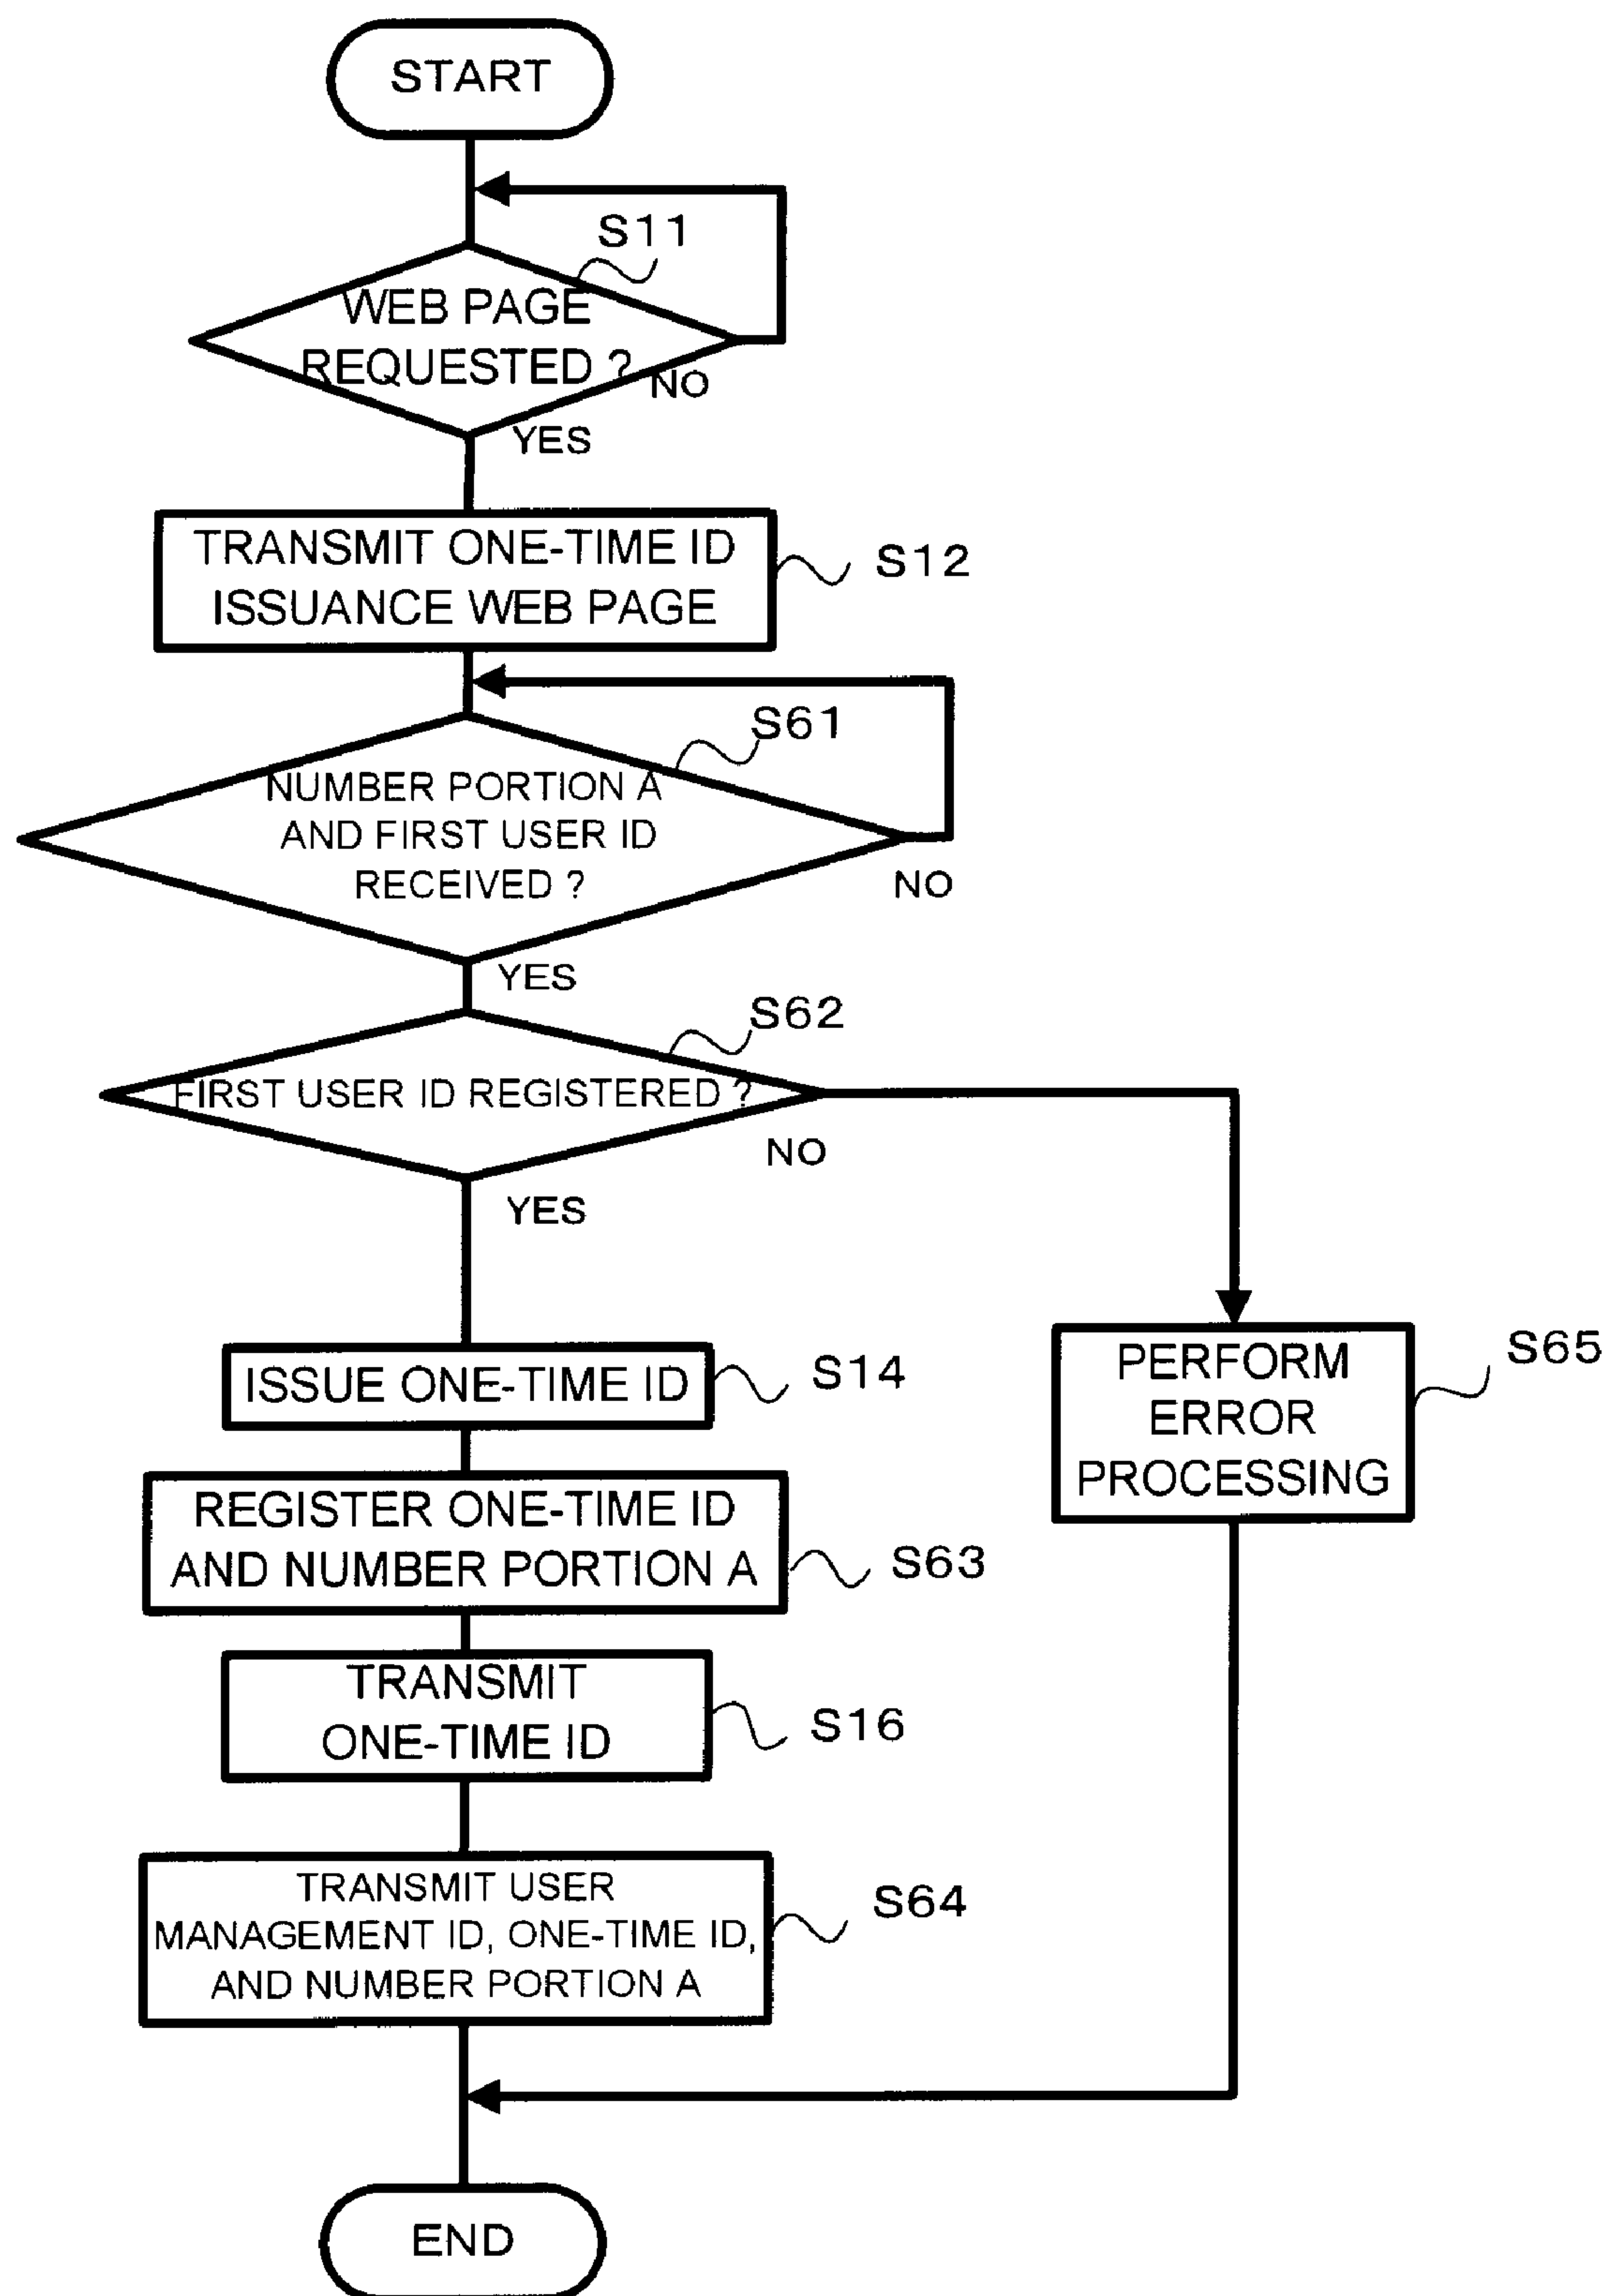 START
S11
WEB PAGE
REQUESTED ?
NO
YES
TRANSMIT ONE-TIME ID
ISSUANCE WEB PAGE
S12
S61
NUMBER PORTION A
AND FIRST USER ID
RECEIVED ?
NO
YES
S62
FIRST USER ID REGISTERED ?
NO
YES
ISSUE ONE-TIME ID
S14
PERFORM
ERROR
PROCESSING
S65
REGISTER ONE-TIME ID
AND NUMBER PORTION A
S63
TRANSMIT
ONE-TIME ID
S16
TRANSMIT USER
MANAGEMENT ID, ONE-TIME ID,
AND NUMBER PORTION A
S64
END